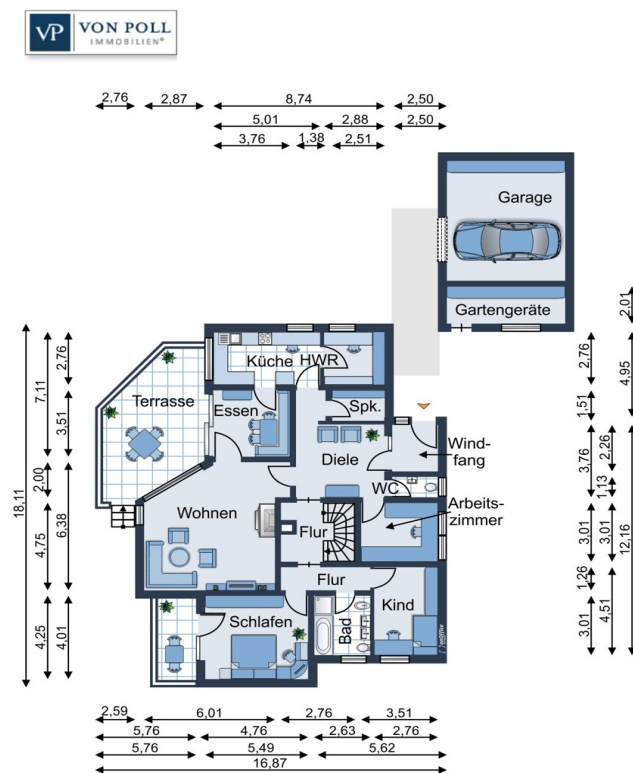 VP VON POLL
IMMOBILIEN®
2,76 2,87 8,74 2,50
5,01 2,88 2,50
3,76 1,38 2,51
Garage
Gartengeräte
2,01
Küche HWR
Essen
Terrasse
Spk.
Diele
Wind-
fang
WC
Arbeits-
zimmer
Wohnen
Flur
Flur
Kind
Schlafen
Bad
18,11
7,11
2,00
4,75
4,25
2,76
3,51
6,38
4,01
2,76
1,51
3,76
3,01
1,26
3,01
2,26
1,13
3,01
4,51
4,95
12,16
2,59 6,01 2,76 3,51
5,76 4,76 2,63 2,76
5,76 5,49 5,62
16,87